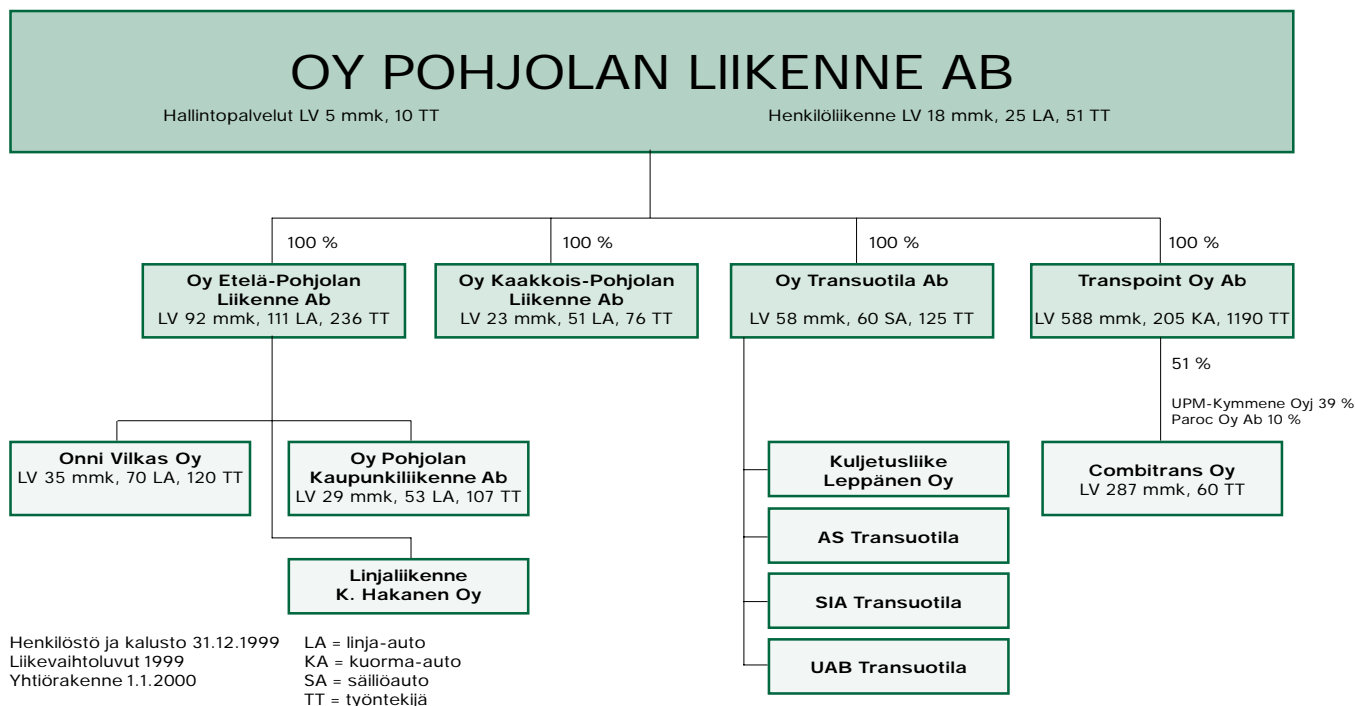 OY POHJOLAN LIIKENNE AB
Hallintopalvelut LV 5 mmk, 10 TT
Henkilöliikenne LV 18 mmk, 25 LA, 51 TT
100 %
100 %
100 %
100 %
Oy Etelä-Pohjolan
Liikenne Ab
LV 92 mmk, 111 LA, 236 TT
Oy Kaakkois-Pohjolan
Liikenne Ab
LV 23 mmk, 51 LA, 76 TT
Oy Transuotila Ab
LV 58 mmk, 60 SA, 125 TT
Transpoint Oy Ab
LV 588 mmk, 205 KA, 1190 TT
51 %
UPM-Kymmene Oyj 39 %
Paroc Oy Ab 10 %
Onni Vilkas Oy
LV 35 mmk, 70 LA, 120 TT
Oy Pohjolan
Kaupunkiliikenne Ab
LV 29 mmk, 53 LA, 107 TT
Kuljetusliike
Leppänen Oy
Combitrans Oy
LV 287 mmk, 60 TT
AS Transuotila
Linjaliikenne
K. Hakanen Oy
SIA Transuotila
UAB Transuotila
Henkilöstö ja kalusto 31.12.1999
Liikevaihtoluvut 1999
Yhtiörakenne 1.1.2000
LA = linja-auto
KA = kuorma-auto
SA = säiliöauto
TT = työntekijä